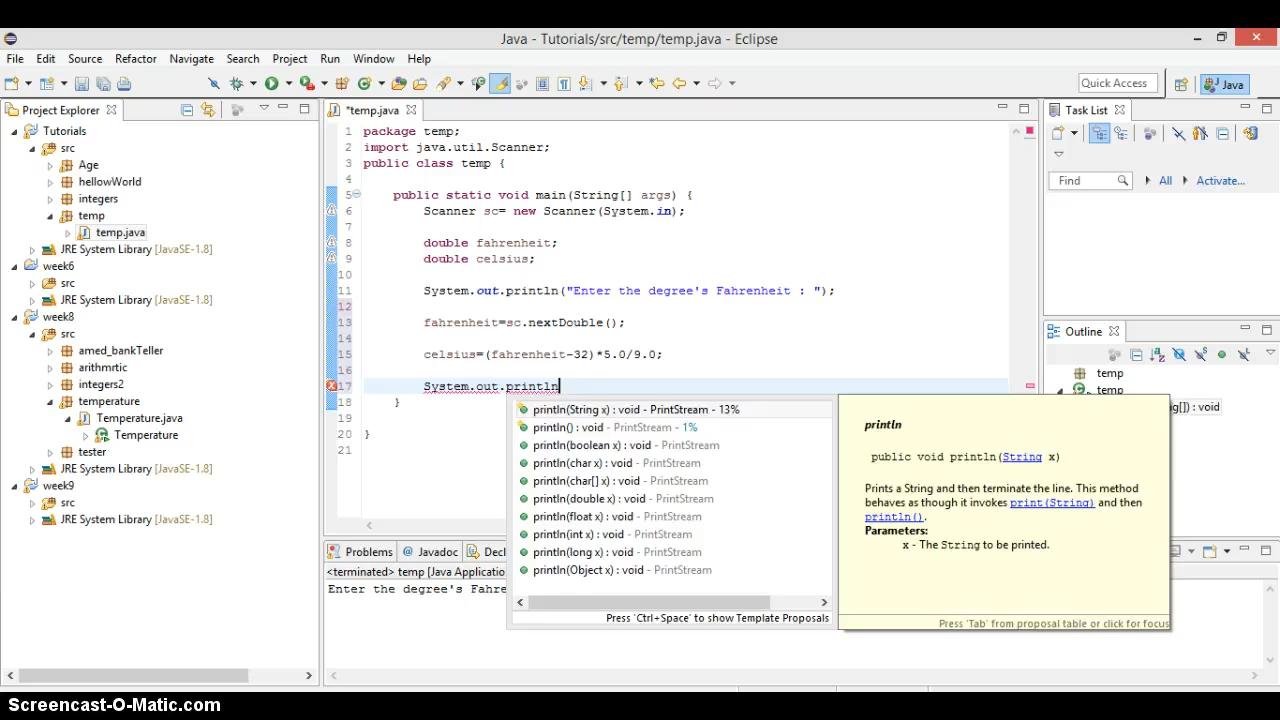 Java - Tutorials/src/temp/temp.java - Eclipse
File Edit Source Refactor Navigate Search Project Run Window Help
Quick Access Java
Project Explorer
Tutorials
src
Age
hellowWorld
integers
temp
temp.java
JRE System Library [JavaSE-1.8]
week6
src
JRE System Library [JavaSE-1.8]
week8
src
amed_bankTeller
arithmrtic
integers2
temperature
Temperature.java
Temperature
tester
JRE System Library [JavaSE-1.8]
week9
src
JRE System Library [JavaSE-1.8]
*temp.java
1 package temp;
2 import java.util.Scanner;
3 public class temp {
4
5 public static void main(String[] args) {
6 Scanner sc= new Scanner(System.in);
7
8 double fahrenheit;
9 double celsius;
10
11 System.out.println("Enter the degree's Fahrenheit : ");
12
13 fahrenheit=sc.nextDouble();
14
15 celsius=(fahrenheit-32)*5.0/9.0;
16
17 System.out.println
18 }
19
20 }
21
println(String x) : void - PrintStream - 13%
println() : void - PrintStream - 1%
println(boolean x) : void - PrintStream
println(char x) : void - PrintStream
println(char[] x) : void - PrintStream
println(double x) : void - PrintStream
println(float x) : void - PrintStream
println(int x) : void - PrintStream
println(long x) : void - PrintStream
println(Object x) : void - PrintStream
Press 'Ctrl+Space' to show Template Proposals
println
public void println(String x)
Prints a String and then terminate the line. This method
behaves as though it invokes print(String) and then
println().
Parameters:
x - The String to be printed.
Press 'Tab' from proposal table or click for focus
Task List
Find All Activate...
Outline
temp
temp
g[]) : void
Problems @ Javadoc Decl
<terminated> temp [Java Applicatio
Enter the degree's Fahre
Screencast-O-Matic.com